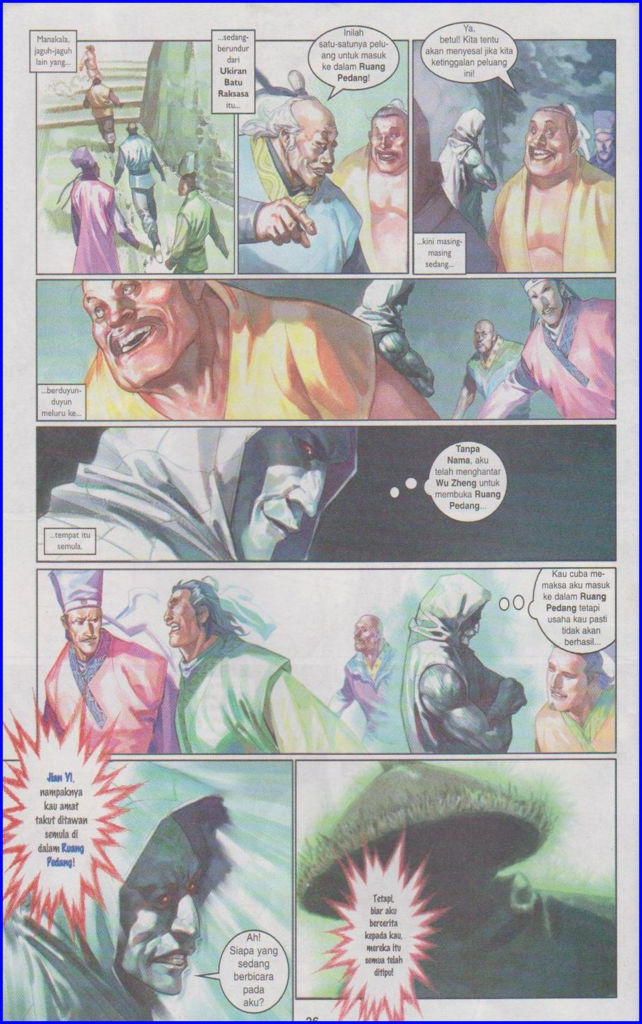 Manakala,
jaguh-jaguh
lain yang...
...sedang-
berundur
dari
Ukiran
Batu
Raksasa
itu...
Inilah
satu-satunya pelu-
ang untuk masuk
ke dalam Ruang
Pedang!
Ya,
betul! Kita tentu
akan menyesal jika kita
ketinggalan peluang
ini!
...kini masing-
masing
sedang...
...berduyun-
duyun
meluru ke...
Tanpa
Nama, aku
telah menghantar
Wu Zheng untuk
membuka Ruang
Pedang...
...tempat itu
semula.
Kau cuba me-
maksa aku masuk
ke dalam Ruang
Pedang tetapi
usaha kau pasti
tidak akan
berhasil...
Jian Yi,
nampaknya
kau amat
takut ditawan
semula di
dalam Ruang
Pedang!
Ah!
Siapa yang
sedang
berbicara
pada
aku?
Tetapi,
biar aku
bercerita
kepada kau,
mereka itu
semua telah
ditipu!
26